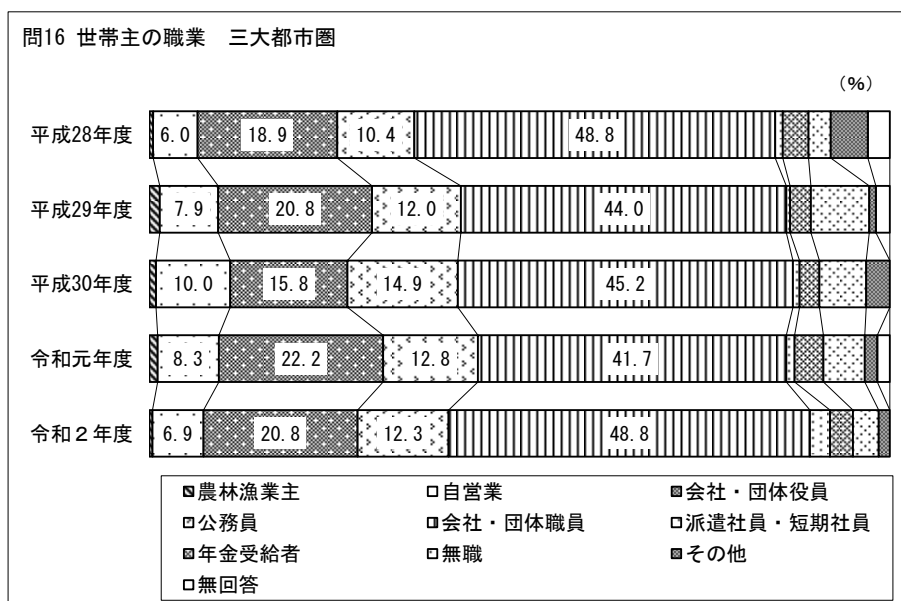 問16 世帯主の職業　三大都市圏
（%）
平成28年度 6.0 18.9 10.4 48.8
平成29年度 7.9 20.8 12.0 44.0
平成30年度 10.0 15.8 14.9 45.2
令和元年度 8.3 22.2 12.8 41.7
令和２年度 6.9 20.8 12.3 48.8
農林漁業主 自営業 会社・団体役員
公務員 会社・団体職員 派遣社員・短期社員
年金受給者 無職 その他
無回答